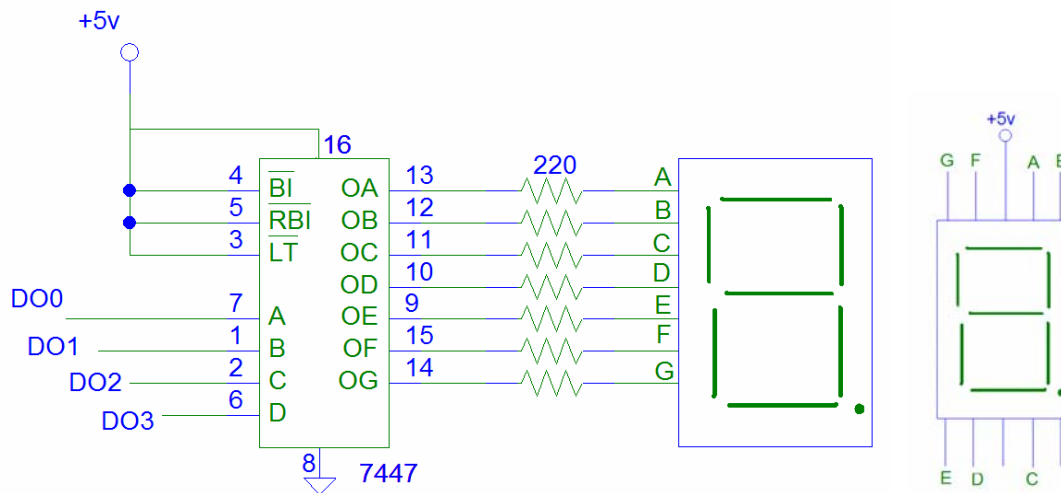 +5v
16
220
4 BI OA 13 A
5 RBI OB 12 B
3 LT OC 11 C
OD 10 D
DO0 7 A OE 9 E
DO1 1 B OF 15 F
DO2 2 C OG 14 G
DO3 6 D
8 7447
+5v
G F A B
E D C